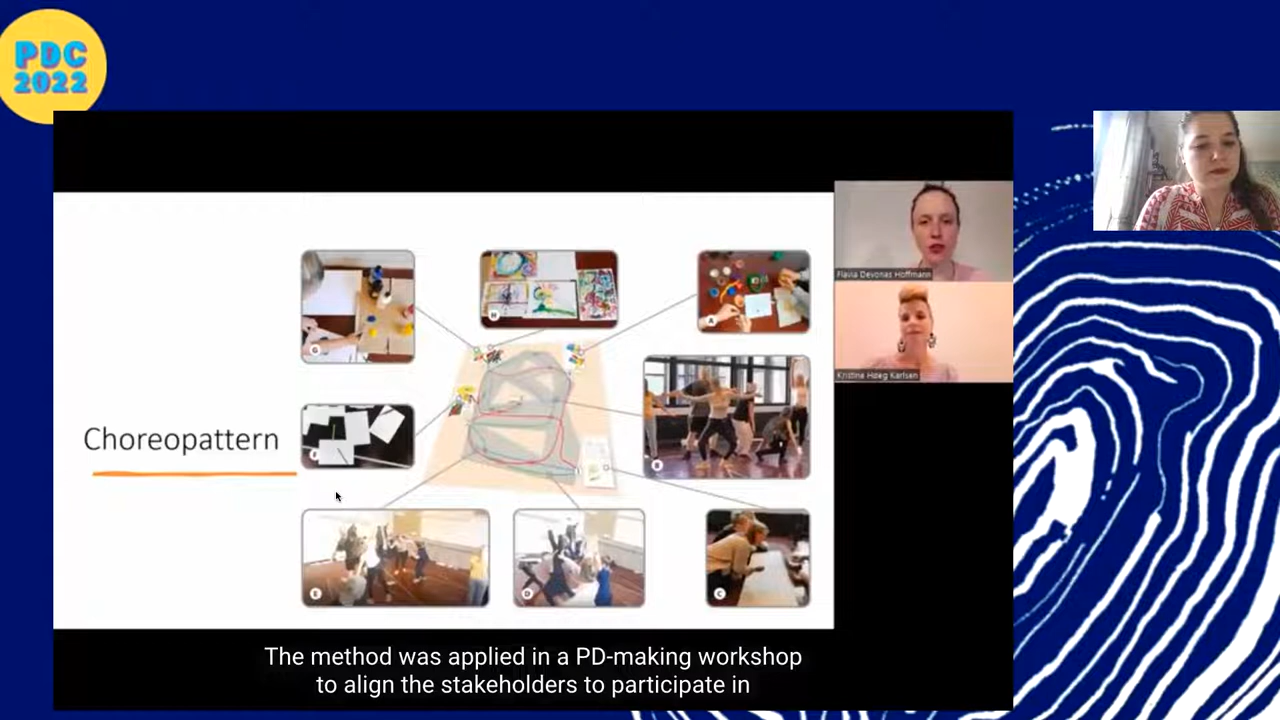 PDC
2022
Flavia Devonas Hoffmann
Kristine Høeg Karlsen
G
H
A
Choreopattern
B
E
D
C
The method was applied in a PD-making workshop
to align the stakeholders to participate in